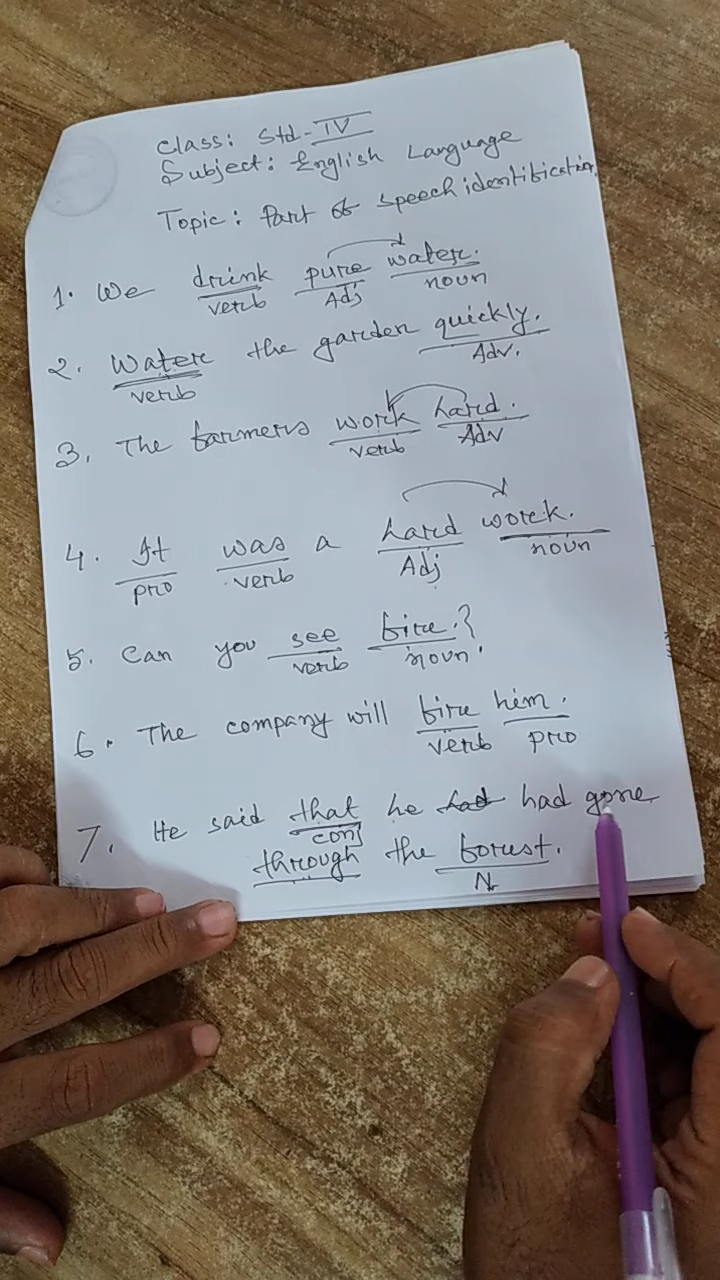 Class: Std-IV
Subject: English Language
Topic: Part of speech identification
1. We drink pure water.
verb Adj noun
2. Water the garden quickly.
verb Adv.
3. The farmers work hard.
verb Adv
4. It was a hard work.
pro verb Adj noun
5. Can you see fire?
verb noun
6. The company will fire him.
verb pro
7. He said that he had had gone
conj
through the forest.
N